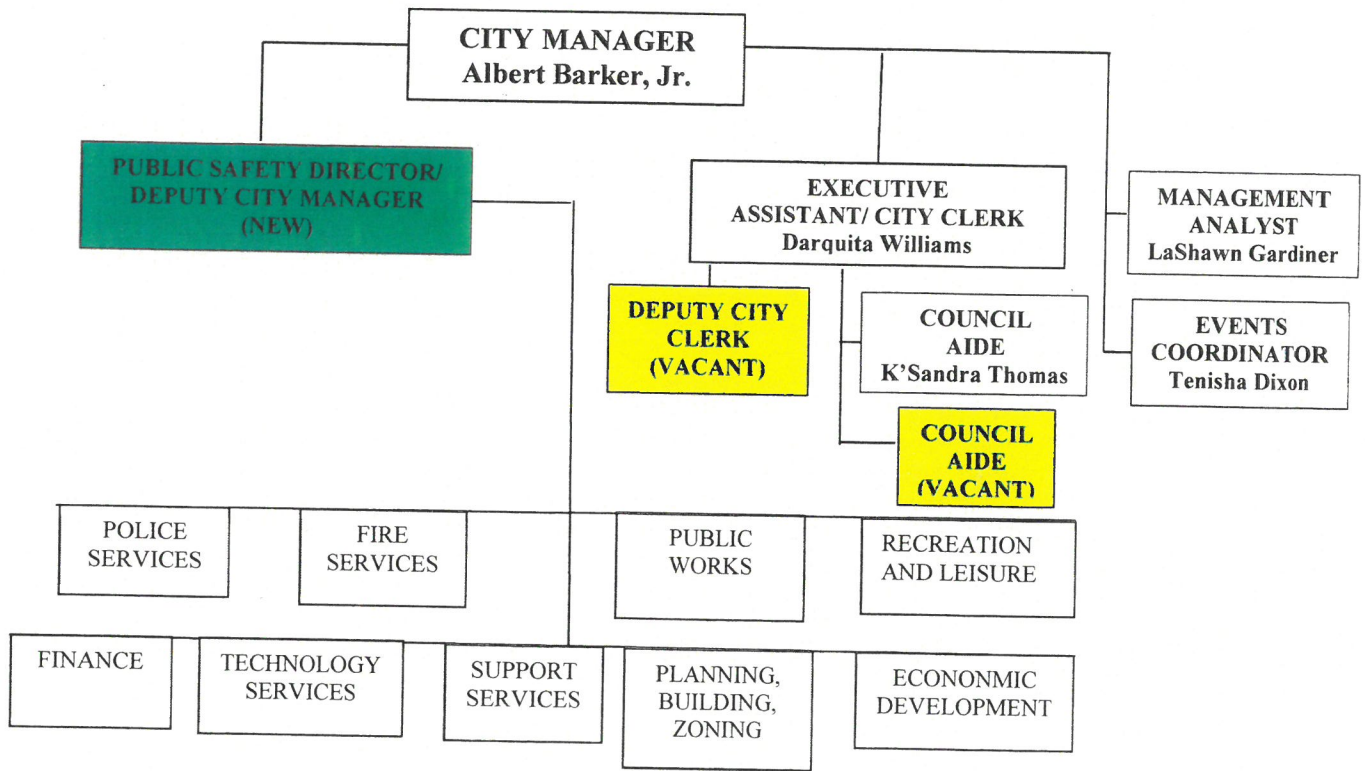 CITY MANAGER
Albert Barker, Jr.
PUBLIC SAFETY DIRECTOR/
DEPUTY CITY MANAGER
(NEW)
EXECUTIVE
ASSISTANT/ CITY CLERK
Darquita Williams
MANAGEMENT
ANALYST
LaShawn Gardiner
DEPUTY CITY
CLERK
(VACANT)
COUNCIL
AIDE
K'Sandra Thomas
EVENTS
COORDINATOR
Tenisha Dixon
COUNCIL
AIDE
(VACANT)
POLICE
SERVICES
FIRE
SERVICES
PUBLIC
WORKS
RECREATION
AND LEISURE
FINANCE
TECHNOLOGY
SERVICES
SUPPORT
SERVICES
PLANNING,
BUILDING,
ZONING
ECONONMIC
DEVELOPMENT